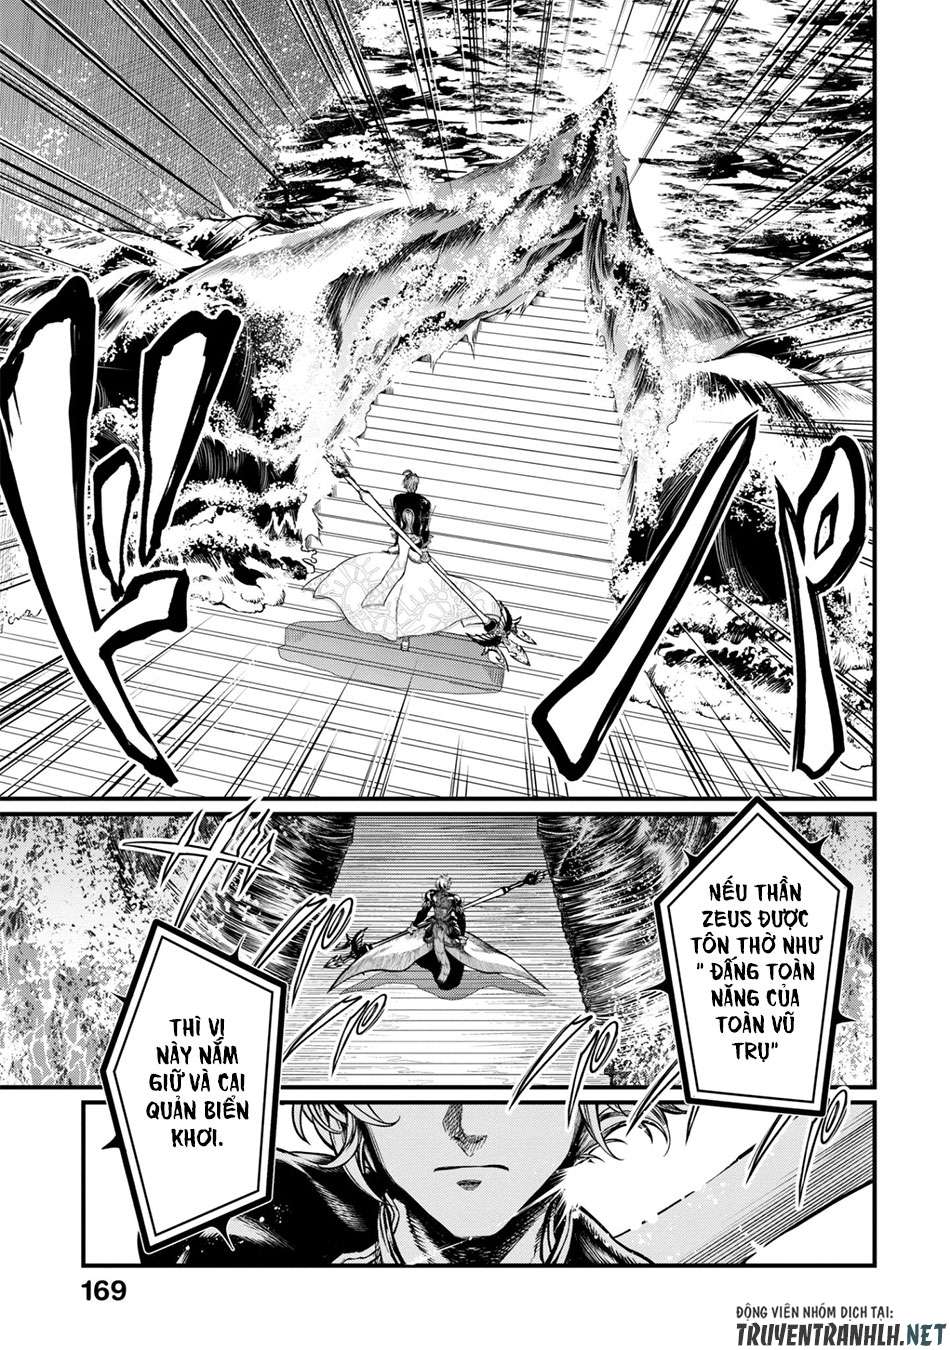 ドパ
NẾU THẦN
ZEUS ĐƯỢC
TÔN THỜ NHƯ
" ĐẤNG TOÀN
NĂNG CỦA
TOÀN VŨ
TRỤ"
THÌ VỊ
NÀY NẮM
GIỮ VÀ CAI
QUẢN BIỂN
KHƠI.
169
ĐỘNG VIÊN NHÓM DỊCH TẠI:
TRUYENTRANHLH.NET